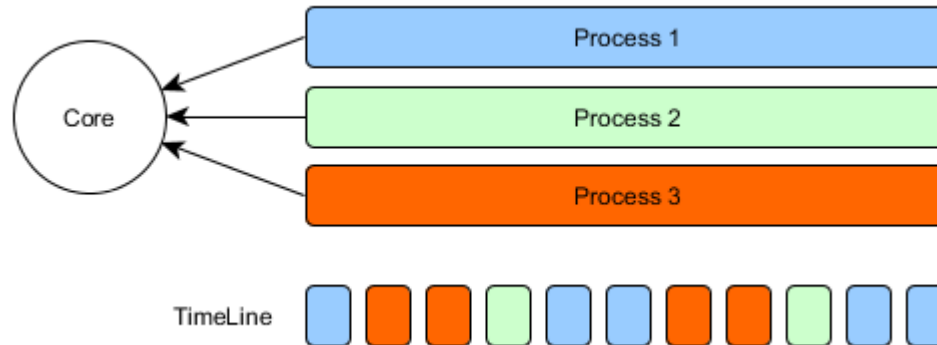 Process 1
Core
Process 2
Process 3
TimeLine